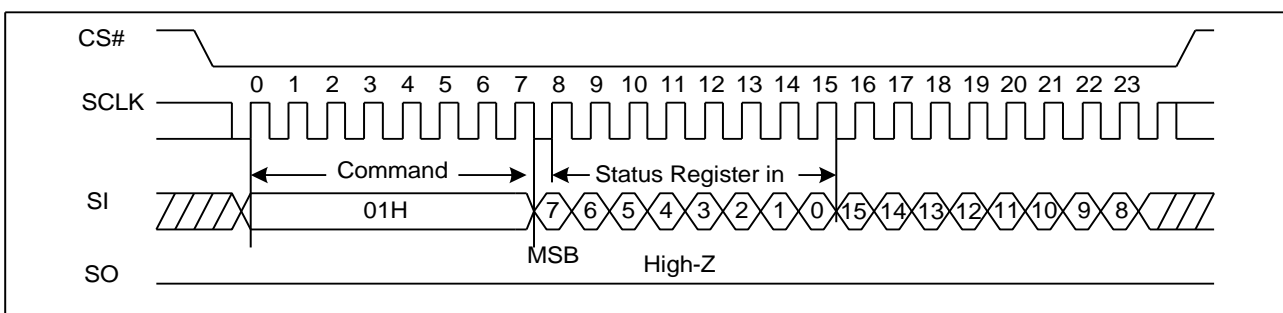 CS#
0 1 2 3 4 5 6 7 8 9 10 11 12 13 14 15 16 17 18 19 20 21 22 23
SCLK
Command Status Register in
SI 01H 7 6 5 4 3 2 1 0 15 14 13 12 11 10 9 8
MSB
SO High-Z